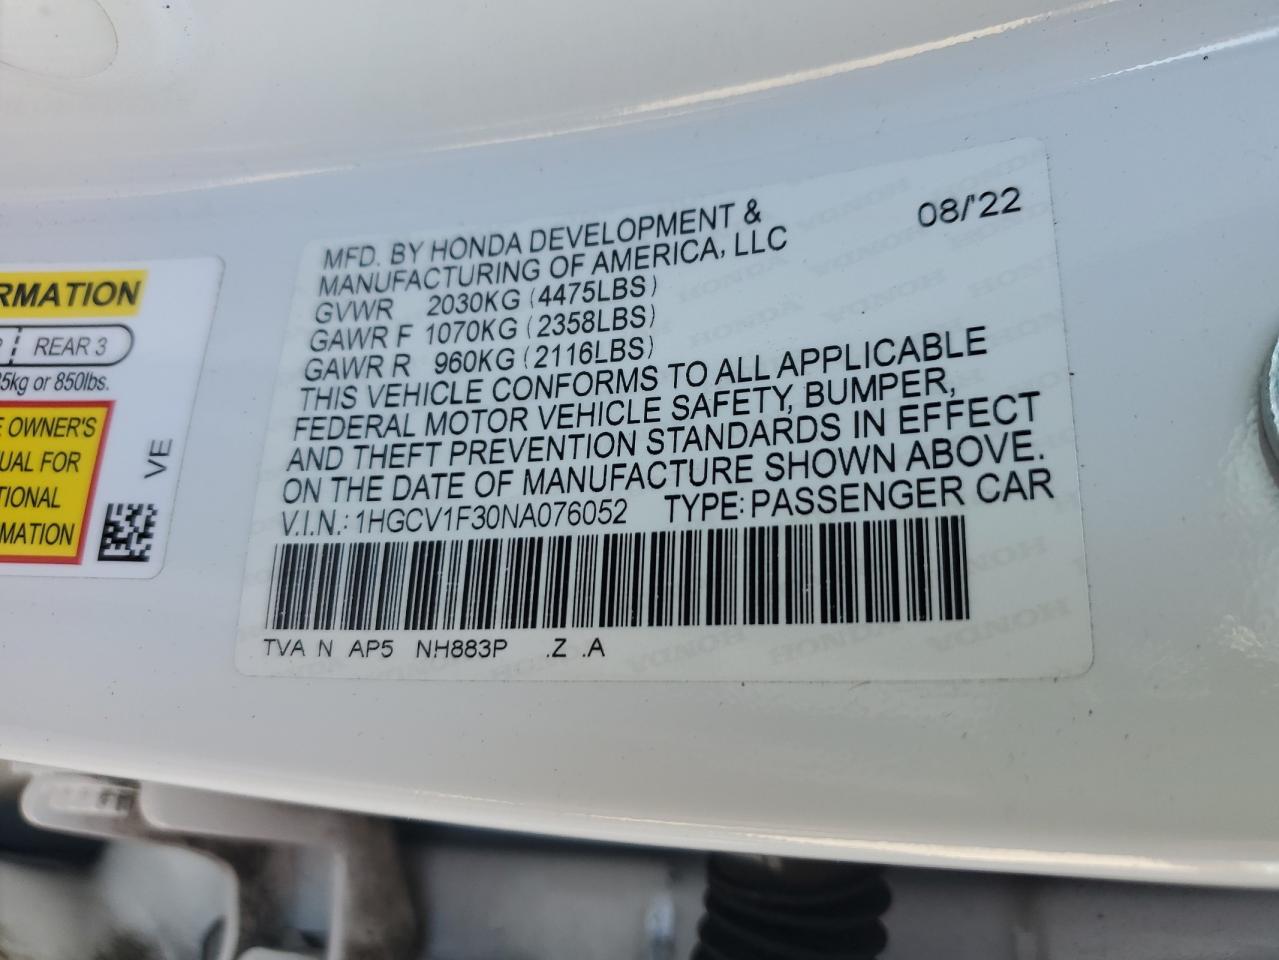 RMATION
REAR 3
5kg or 850lbs.
E OWNER'S
UAL FOR
TIONAL
MATION
VE
MFD. BY HONDA DEVELOPMENT &
MANUFACTURING OF AMERICA, LLC
08/'22
GVWR 2030KG (4475LBS)
GAWR F 1070KG (2358LBS)
GAWR R 960KG (2116LBS)
THIS VEHICLE CONFORMS TO ALL APPLICABLE
FEDERAL MOTOR VEHICLE SAFETY, BUMPER,
AND THEFT PREVENTION STANDARDS IN EFFECT
ON THE DATE OF MANUFACTURE SHOWN ABOVE.
V.I.N.: 1HGCV1F30NA076052 TYPE: PASSENGER CAR
TVA N AP5 NH883P .Z .A